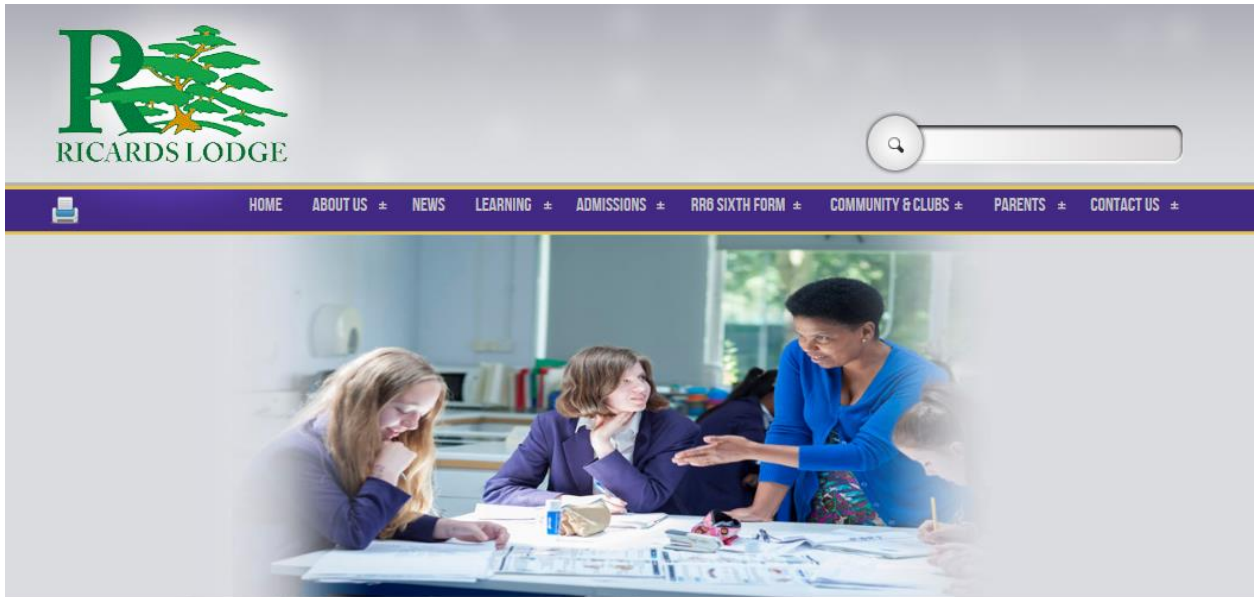 R
RICARDS LODGE
HOME ABOUT US ± NEWS LEARNING ± ADMISSIONS ± RR6 SIXTH FORM ± COMMUNITY & CLUBS ± PARENTS ± CONTACT US ±